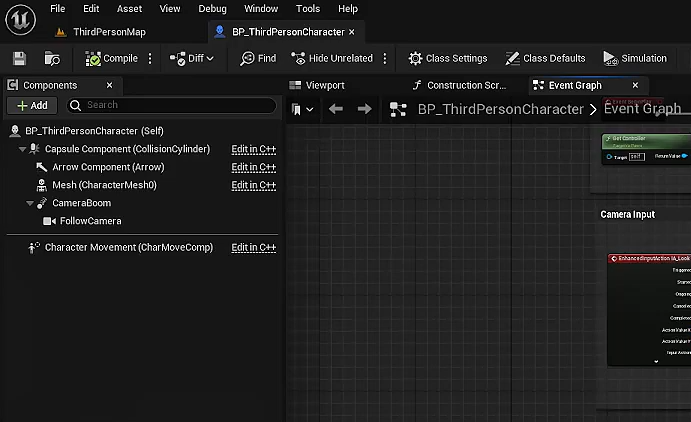 File Edit Asset View Debug Window Tools Help
ThirdPersonMap BP_ThirdPersonCharacter
Compile Diff Find Hide Unrelated Class Settings Class Defaults Simulation
Components Viewport Construction Scr... Event Graph
Add Search BP_ThirdPersonCharacter > Event Graph
BP_ThirdPersonCharacter (Self)
Capsule Component (CollisionCylinder) Edit in C++
Arrow Component (Arrow) Edit in C++
Mesh (CharacterMesh0) Edit in C++
CameraBoom
FollowCamera
Character Movement (CharMoveComp) Edit in C++
Get Controller
Target self Return Value
Camera Input
EnhancedInputAction IA_Look
Triggered
Started
Ongoing
Canceled
Completed
Action Value X
Action Value Y
Input Action